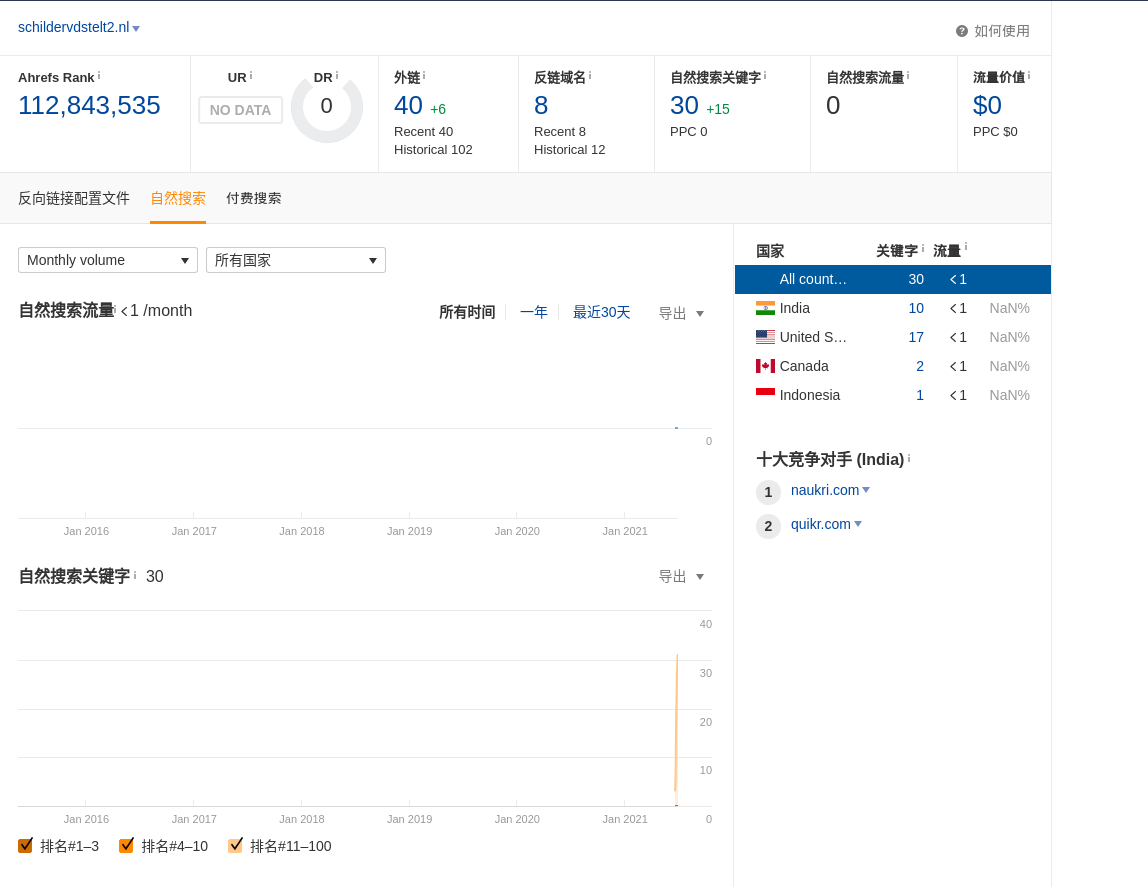 schildervdstelt2.nl
如何使用
Ahrefs Rank
112,843,535
UR
NO DATA
DR
0
外链
40 +6
Recent 40
Historical 102
反链域名
8
Recent 8
Historical 12
自然搜索关键字
30 +15
PPC 0
自然搜索流量
0
流量价值
$0
PPC $0
反向链接配置文件 自然搜索 付费搜索
Monthly volume 所有国家
自然搜索流量 <1 /month
所有时间 一年 最近30天 导出
0
Jan 2016 Jan 2017 Jan 2018 Jan 2019 Jan 2020 Jan 2021
自然搜索关键字 30
导出
40
30
20
10
0
Jan 2016 Jan 2017 Jan 2018 Jan 2019 Jan 2020 Jan 2021
排名#1–3 排名#4–10 排名#11–100
国家 关键字 流量
All count… 30 <1
India 10 <1 NaN%
United S… 17 <1 NaN%
Canada 2 <1 NaN%
Indonesia 1 <1 NaN%
十大竞争对手 (India)
1 naukri.com
2 quikr.com